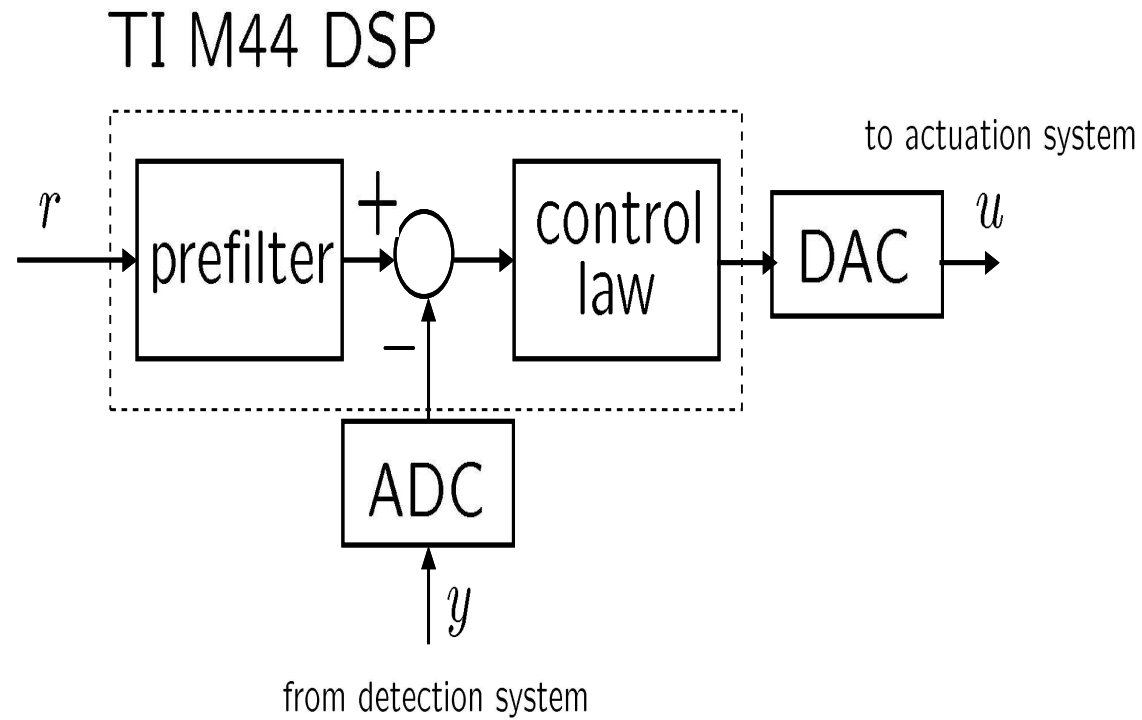 TI M44 DSP
to actuation system
r
+
u
prefilter
control
law
DAC
−
ADC
y
from detection system